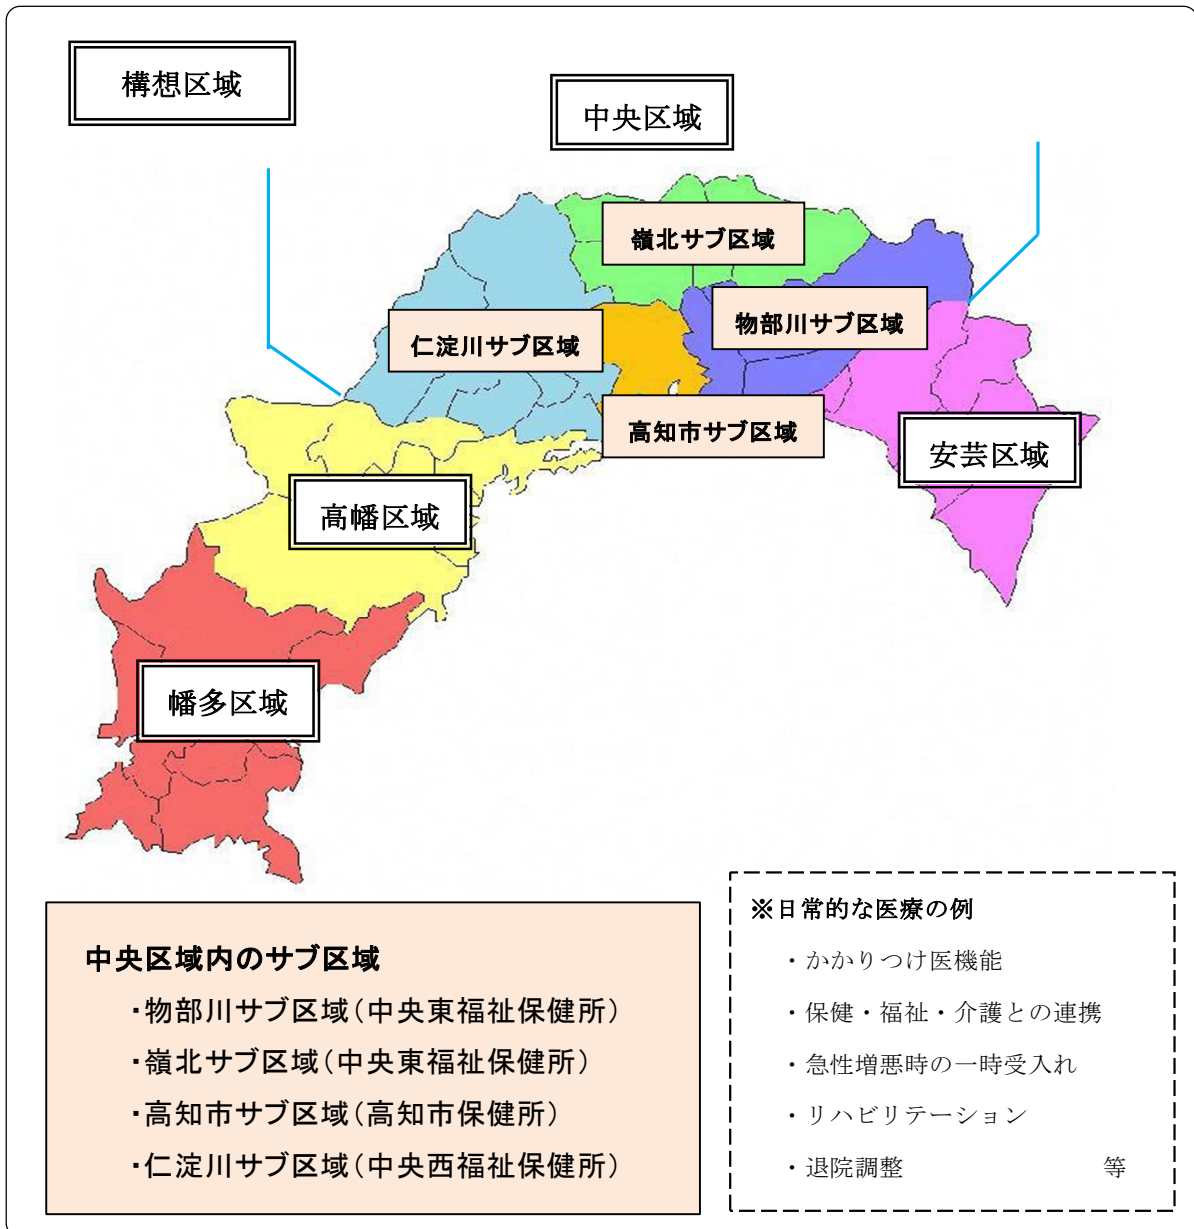 構想区域
中央区域
嶺北サブ区域
物部川サブ区域
仁淀川サブ区域
高知市サブ区域
安芸区域
高幡区域
幡多区域
中央区域内のサブ区域
・物部川サブ区域（中央東福祉保健所）
・嶺北サブ区域（中央東福祉保健所）
・高知市サブ区域（高知市保健所）
・仁淀川サブ区域（中央西福祉保健所）
※日常的な医療の例
・かかりつけ医機能
・保健・福祉・介護との連携
・急性増悪時の一時受入れ
・リハビリテーション
・退院調整　　　　　　　等